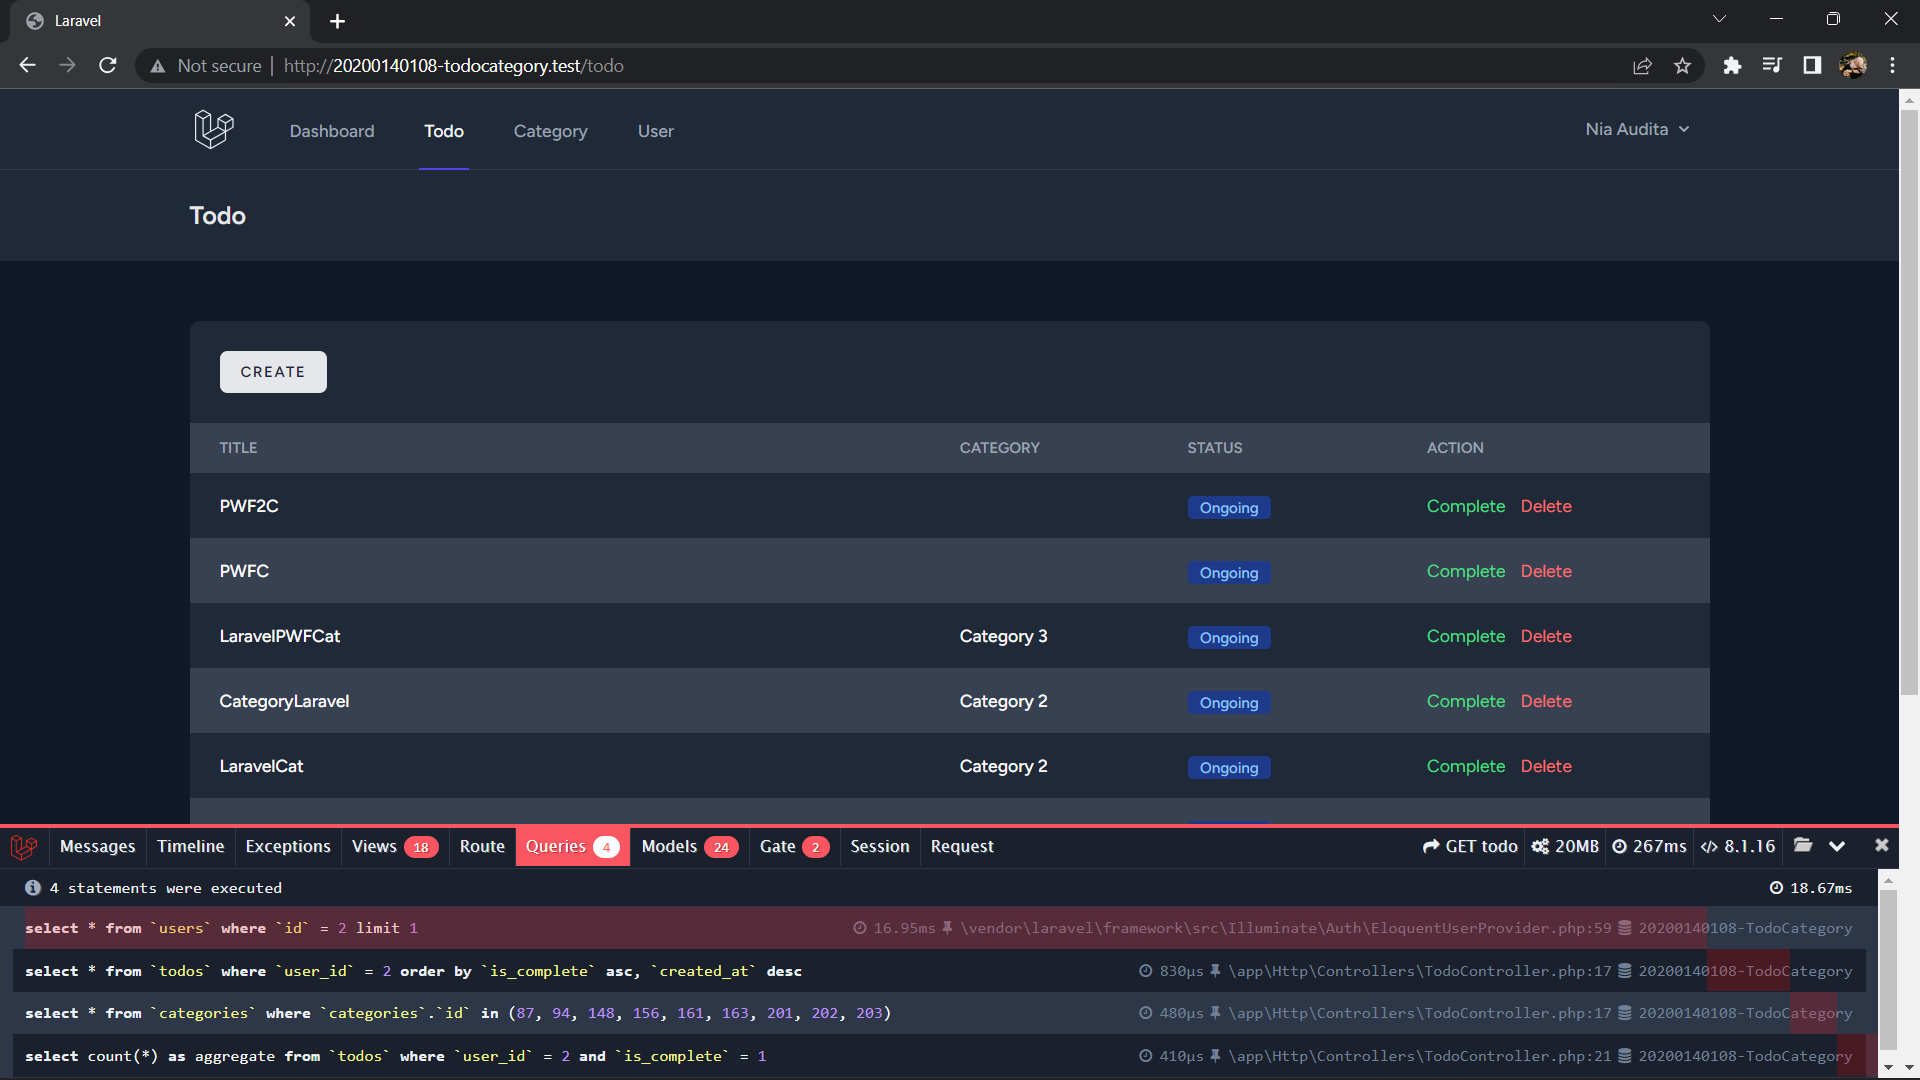 Laravel
Not secure | http://20200140108-todocategory.test/todo
Dashboard Todo Category User Nia Audita
Todo
CREATE
TITLE CATEGORY STATUS ACTION
PWF2C Ongoing Complete Delete
PWFC Ongoing Complete Delete
LaravelPWFCat Category 3 Ongoing Complete Delete
CategoryLaravel Category 2 Ongoing Complete Delete
LaravelCat Category 2 Ongoing Complete Delete
Messages Timeline Exceptions Views 18 Route Queries 4 Models 24 Gate 2 Session Request GET todo 20MB 267ms 8.1.16
4 statements were executed 18.67ms
select * from `users` where `id` = 2 limit 1 16.95ms \vendor\laravel\framework\src\Illuminate\Auth\EloquentUserProvider.php:59 20200140108-TodoCategory
select * from `todos` where `user_id` = 2 order by `is_complete` asc, `created_at` desc 830μs \app\Http\Controllers\TodoController.php:17 20200140108-TodoCategory
select * from `categories` where `categories`.`id` in (87, 94, 148, 156, 161, 163, 201, 202, 203) 480μs \app\Http\Controllers\TodoController.php:17 20200140108-TodoCategory
select count(*) as aggregate from `todos` where `user_id` = 2 and `is_complete` = 1 410μs \app\Http\Controllers\TodoController.php:21 20200140108-TodoCategory